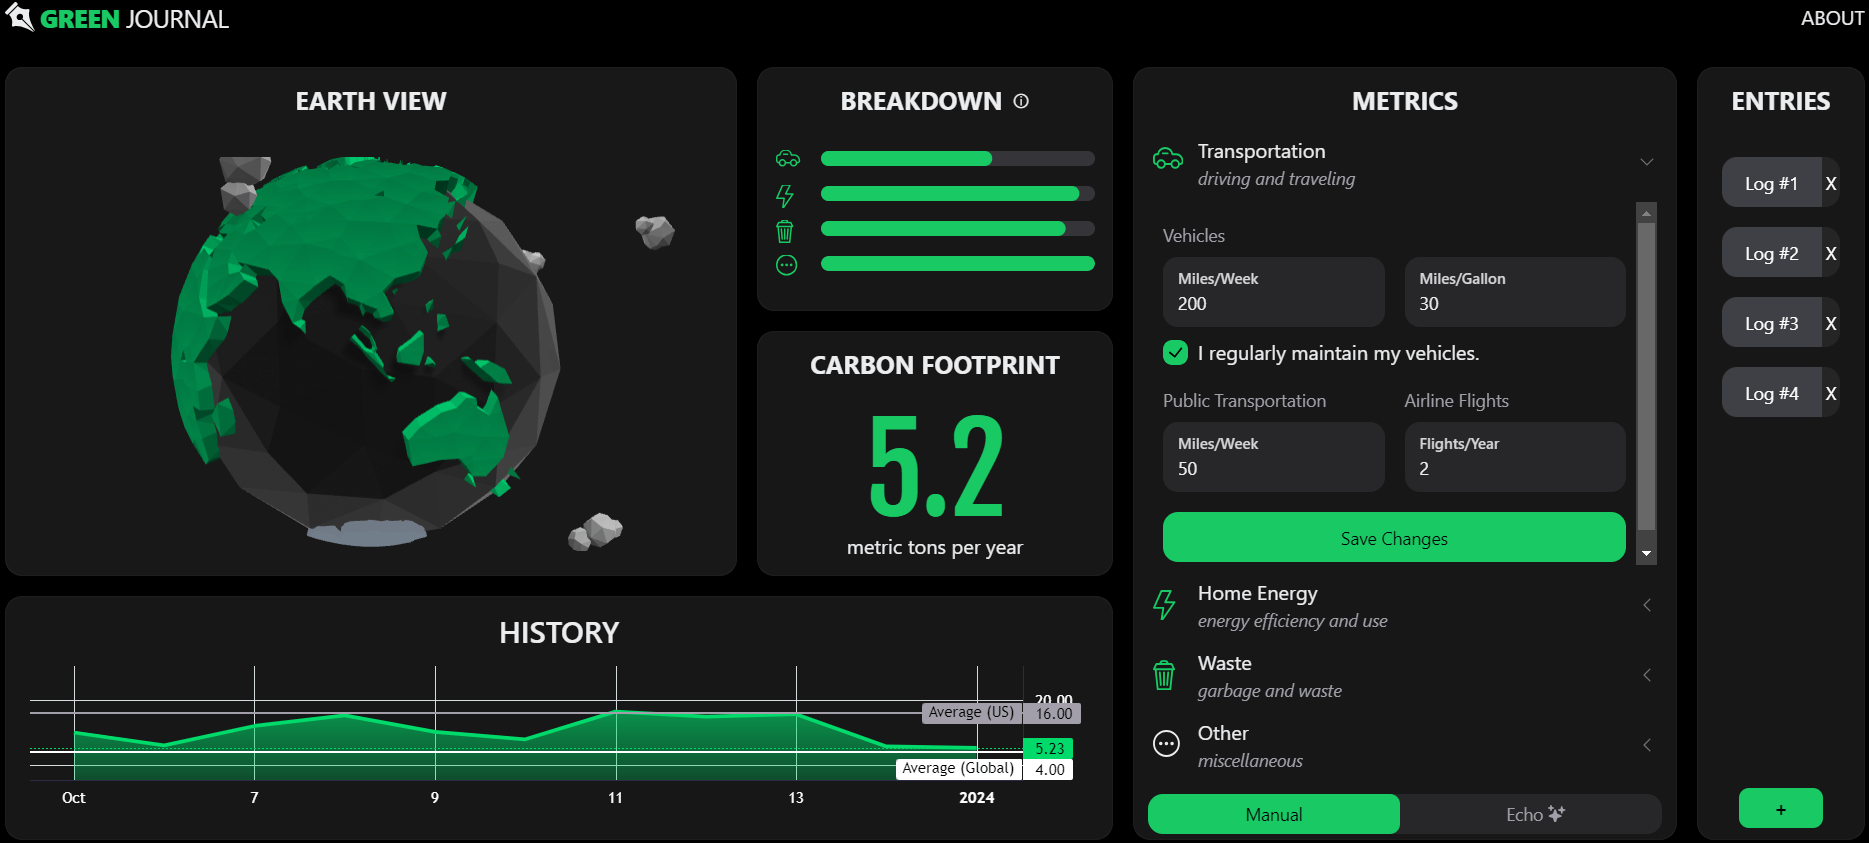 GREEN JOURNAL
ABOUT
EARTH VIEW
BREAKDOWN
CARBON FOOTPRINT
5.2
metric tons per year
HISTORY
20.00
Average (US) 16.00
5.23
Average (Global) 4.00
Oct 7 9 11 13 2024
METRICS
Transportation
driving and traveling
Vehicles
Miles/Week
200
Miles/Gallon
30
I regularly maintain my vehicles.
Public Transportation
Miles/Week
50
Airline Flights
Flights/Year
2
Save Changes
Home Energy
energy efficiency and use
Waste
garbage and waste
Other
miscellaneous
Manual
Echo
ENTRIES
Log #1 X
Log #2 X
Log #3 X
Log #4 X
+